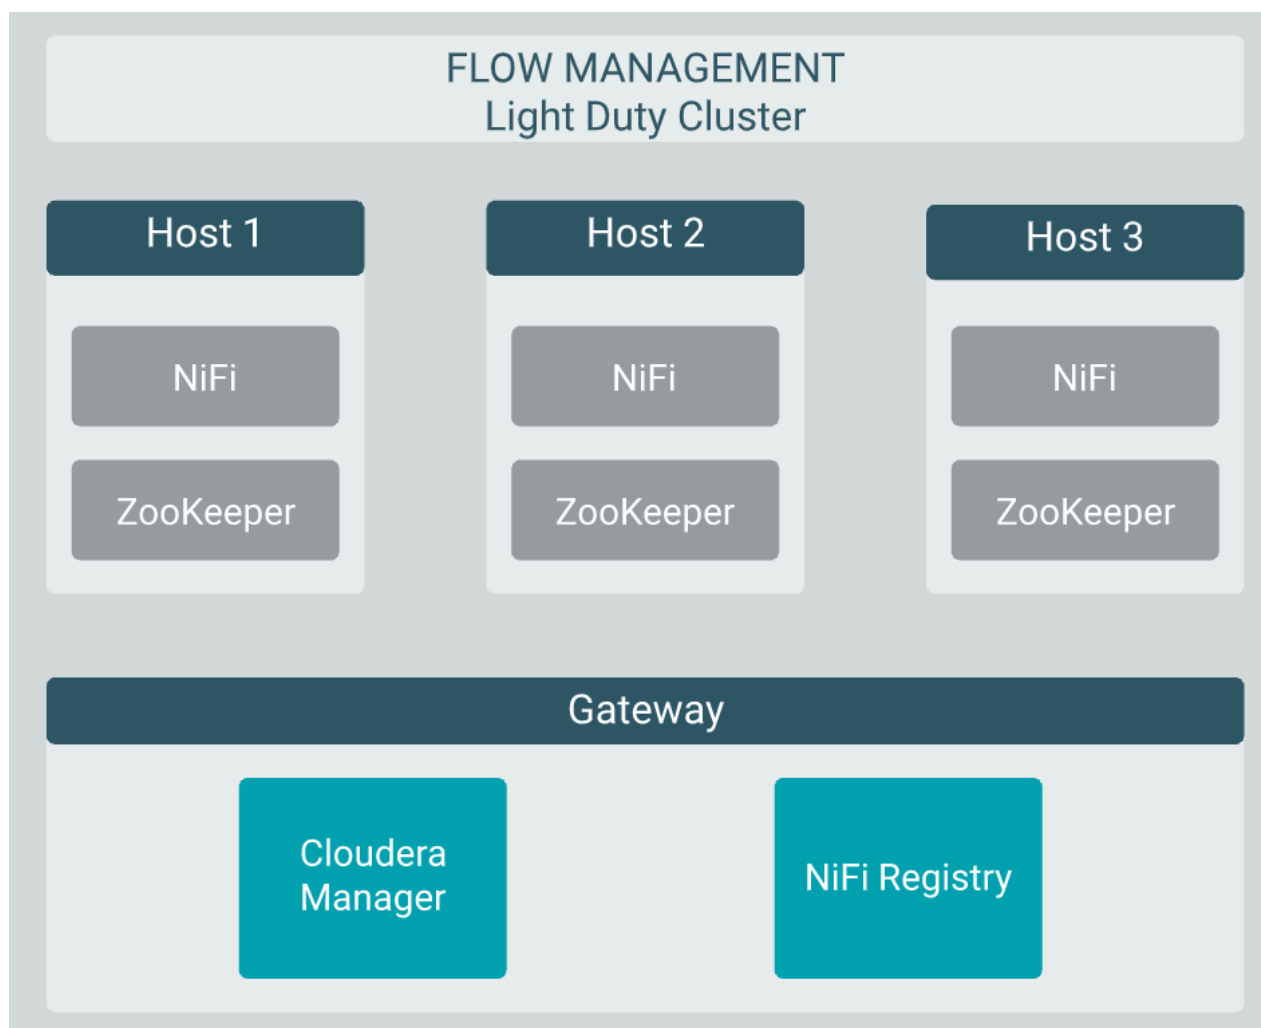 FLOW MANAGEMENT
Light Duty Cluster
Host 1
Host 2
Host 3
NiFi
NiFi
NiFi
ZooKeeper
ZooKeeper
ZooKeeper
Gateway
Cloudera
Manager
NiFi Registry